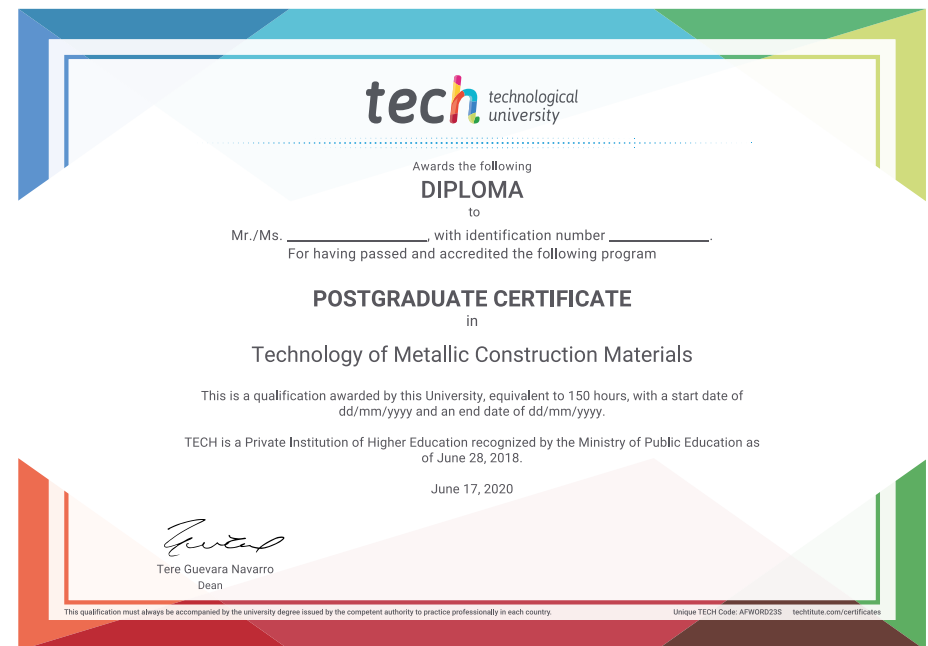 tech technological
university
Awards the following
DIPLOMA
to
Mr./Ms. ____________________, with identification number ______________.
For having passed and accredited the following program
POSTGRADUATE CERTIFICATE
in
Technology of Metallic Construction Materials
This is a qualification awarded by this University, equivalent to 150 hours, with a start date of
dd/mm/yyyy and an end date of dd/mm/yyyy.
TECH is a Private Institution of Higher Education recognized by the Ministry of Public Education as
of June 28, 2018.
June 17, 2020
Tere Guevara Navarro
Dean
This qualification must always be accompanied by the university degree issued by the competent authority to practice professionally in each country.
Unique TECH Code: AFWORD23S techtitute.com/certificates